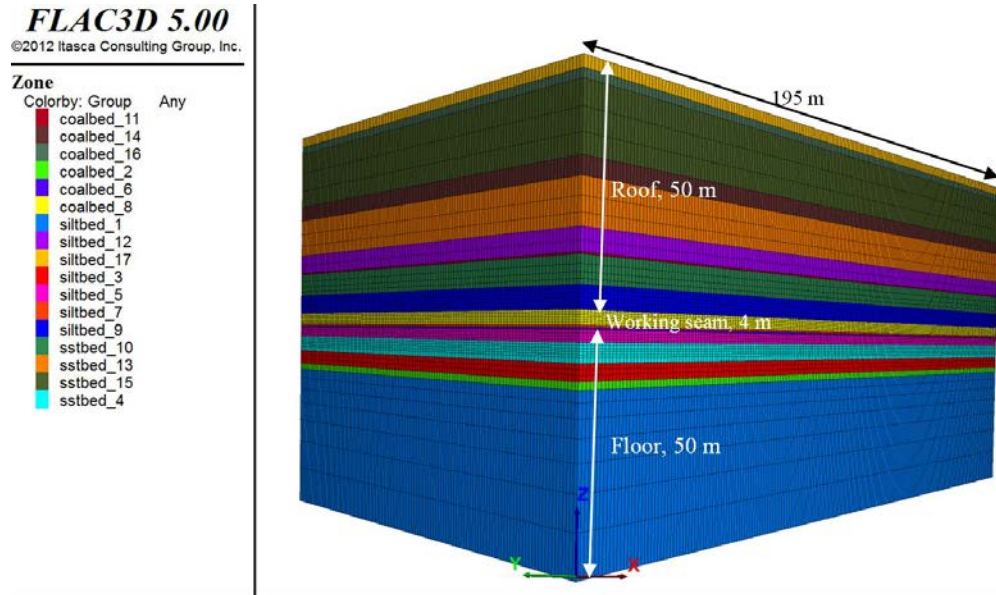 FLAC3D 5.00
©2012 Itasca Consulting Group, Inc.
Zone
Colorby: Group Any
coalbed_11
coalbed_14
coalbed_16
coalbed_2
coalbed_6
coalbed_8
siltbed_1
siltbed_12
siltbed_17
siltbed_3
siltbed_5
siltbed_7
siltbed_9
sstbed_10
sstbed_13
sstbed_15
sstbed_4
195 m
Roof, 50 m
Working seam, 4 m
Floor, 50 m
Z
Y
X